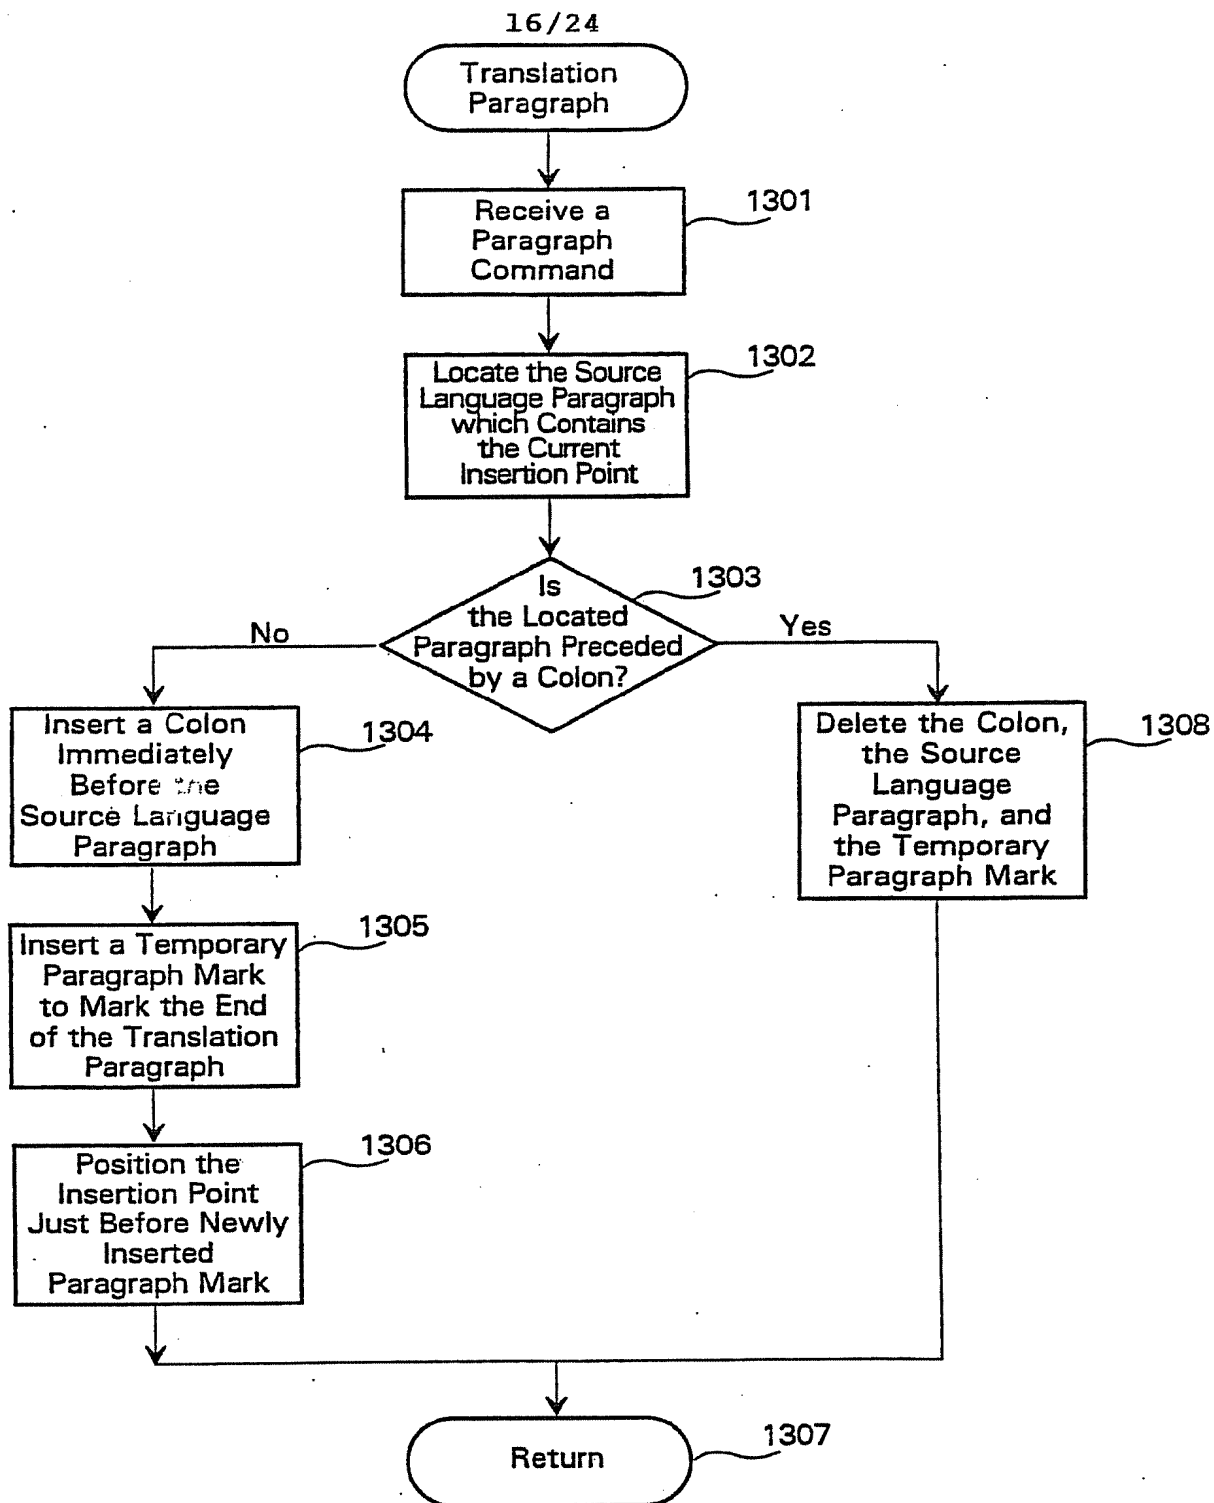 16/24
Translation
Paragraph
Receive a
Paragraph
Command
1301
Locate the Source
Language Paragraph
which Contains
the Current
Insertion Point
1302
Is
the Located
Paragraph Preceded
by a Colon?
1303
No
Yes
Insert a Colon
Immediately
Before the
Source Language
Paragraph
1304
Delete the Colon,
the Source
Language
Paragraph, and
the Temporary
Paragraph Mark
1308
Insert a Temporary
Paragraph Mark
to Mark the End
of the Translation
Paragraph
1305
Position the
Insertion Point
Just Before Newly
Inserted
Paragraph Mark
1306
Return
1307